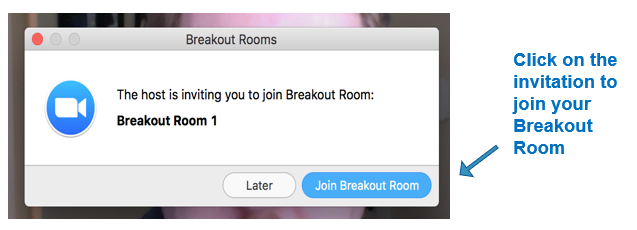 Breakout Rooms
The host is inviting you to join Breakout Room:
Breakout Room 1
Later
Join Breakout Room
Click on the
invitation to
join your
Breakout
Room